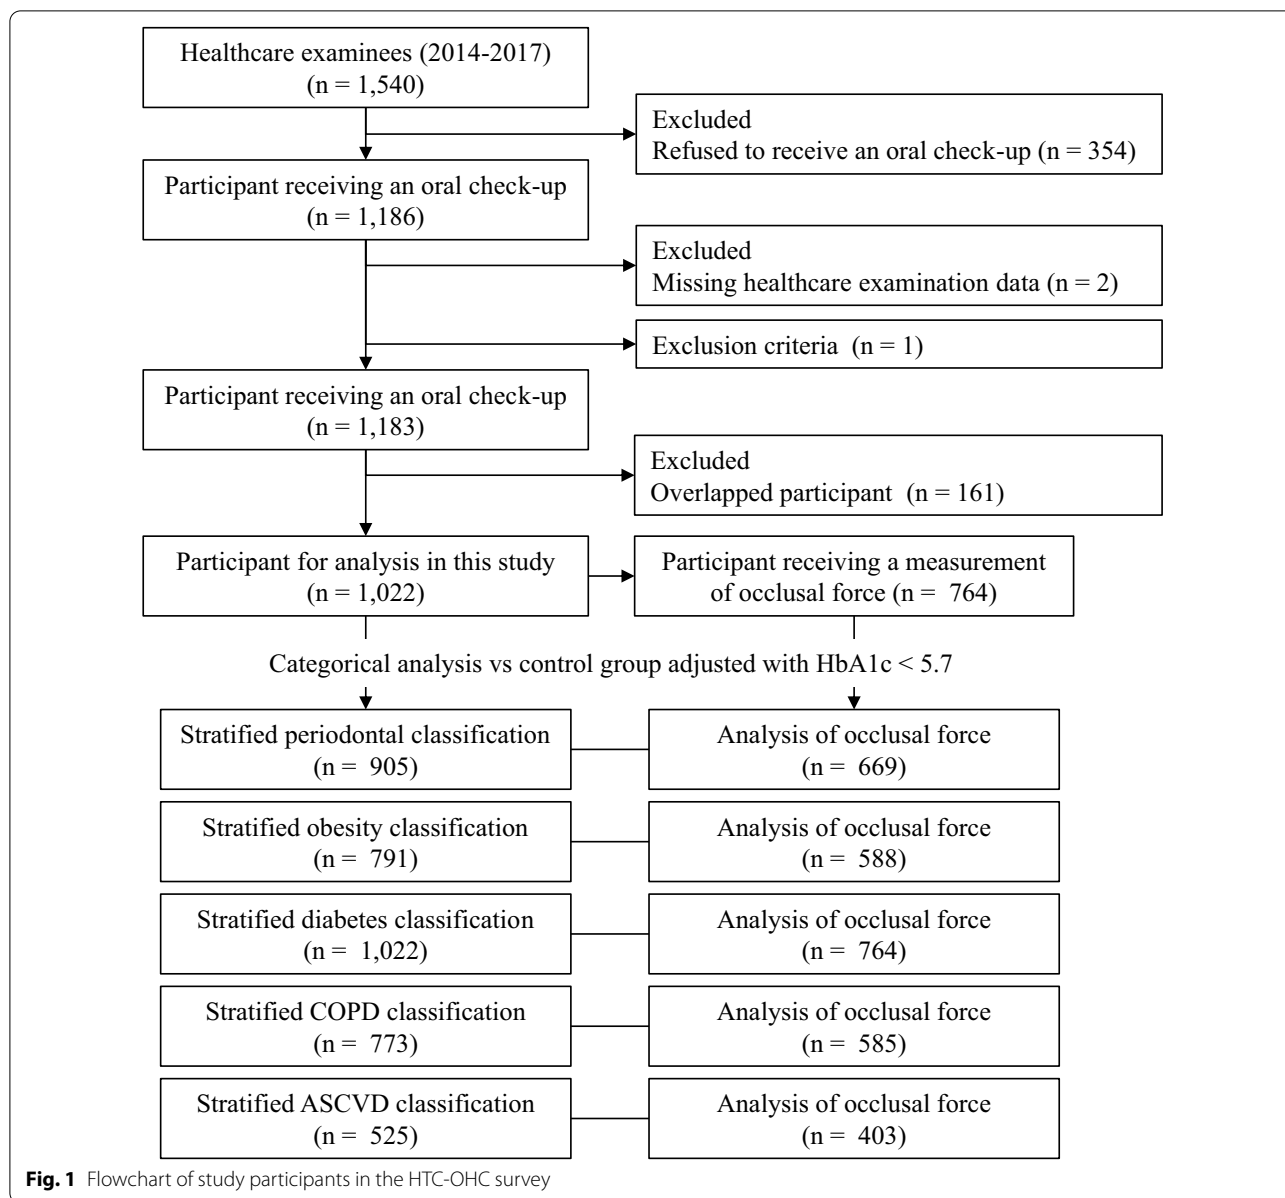 Healthcare examinees (2014-2017)
(n = 1,540)
Excluded
Refused to receive an oral check-up (n = 354)
Participant receiving an oral check-up
(n = 1,186)
Excluded
Missing healthcare examination data (n = 2)
Exclusion criteria (n = 1)
Participant receiving an oral check-up
(n = 1,183)
Excluded
Overlapped participant (n = 161)
Participant for analysis in this study
(n = 1,022)
Participant receiving a measurement
of occlusal force (n = 764)
Categorical analysis vs control group adjusted with HbA1c < 5.7
Stratified periodontal classification
(n = 905)
Analysis of occlusal force
(n = 669)
Stratified obesity classification
(n = 791)
Analysis of occlusal force
(n = 588)
Stratified diabetes classification
(n = 1,022)
Analysis of occlusal force
(n = 764)
Stratified COPD classification
(n = 773)
Analysis of occlusal force
(n = 585)
Stratified ASCVD classification
(n = 525)
Analysis of occlusal force
(n = 403)
Fig. 1 Flowchart of study participants in the HTC-OHC survey